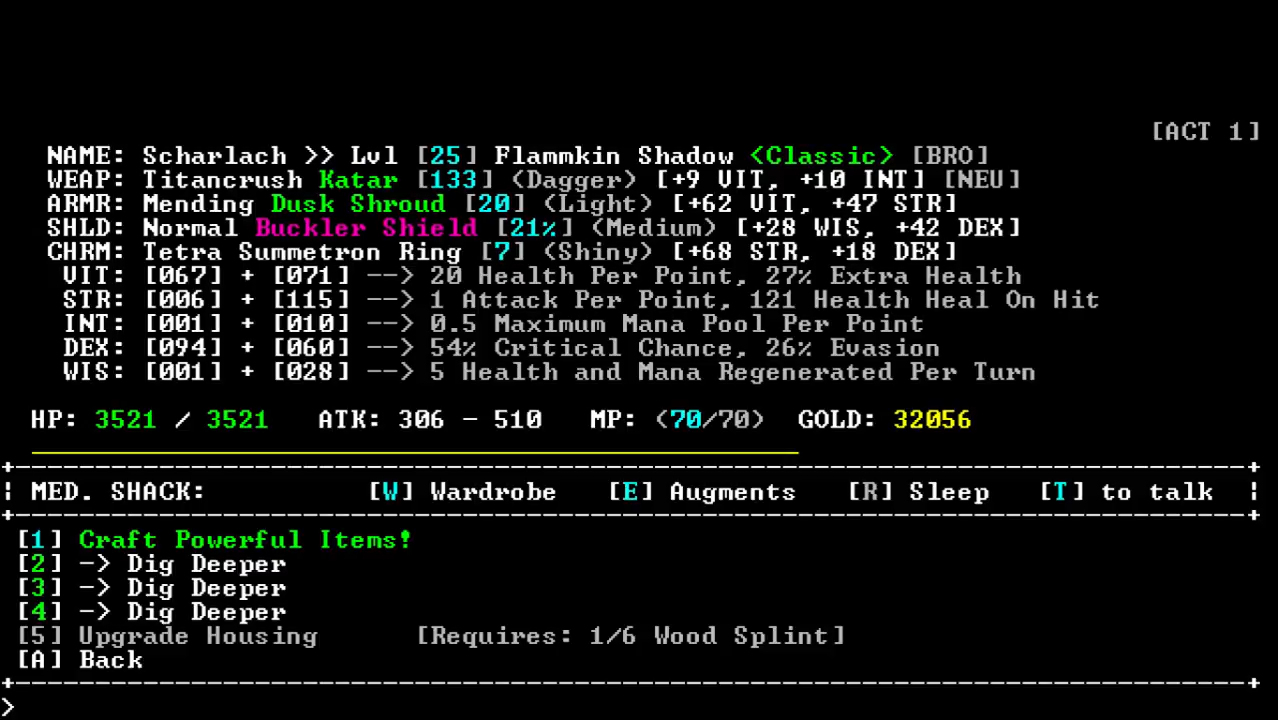 [ACT 1]
NAME: Scharlach >> Lvl [25] Flammkin Shadow <Classic> [BRO]
WEAP: Titancrush Katar [133] (Dagger) [+9 VIT, +10 INT] [NEU]
ARMR: Mending Dusk Shroud [20] (Light) [+62 VIT, +47 STR]
SHLD: Normal Buckler Shield [21%] (Medium) [+28 WIS, +42 DEX]
CHRM: Tetra Summetron Ring [7] (Shiny) [+68 STR, +18 DEX]
VIT: [067] + [071] --> 20 Health Per Point, 27% Extra Health
STR: [006] + [115] --> 1 Attack Per Point, 121 Health Heal On Hit
INT: [001] + [010] --> 0.5 Maximum Mana Pool Per Point
DEX: [094] + [060] --> 54% Critical Chance, 26% Evasion
WIS: [001] + [028] --> 5 Health and Mana Regenerated Per Turn
HP: 3521 / 3521 ATK: 306 - 510 MP: (70/70) GOLD: 32056
MED. SHACK: [W] Wardrobe [E] Augments [R] Sleep [T] to talk
[1] Craft Powerful Items!
[2] -> Dig Deeper
[3] -> Dig Deeper
[4] -> Dig Deeper
[5] Upgrade Housing [Requires: 1/6 Wood Splint]
[A] Back
>